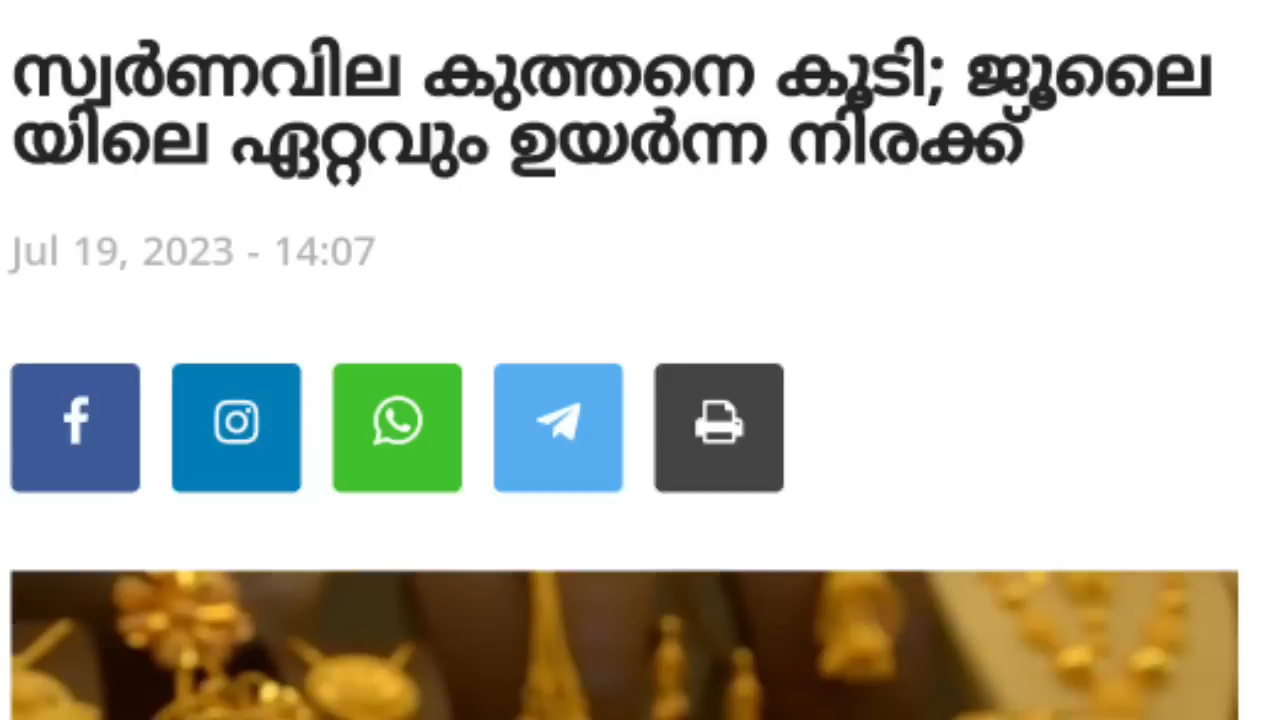 സ്വർണവില കുത്തനെ കൂടി; ജൂലൈ
യിലെ ഏറ്റവും ഉയർന്ന നിരക്ക്
Jul 19, 2023 - 14:07